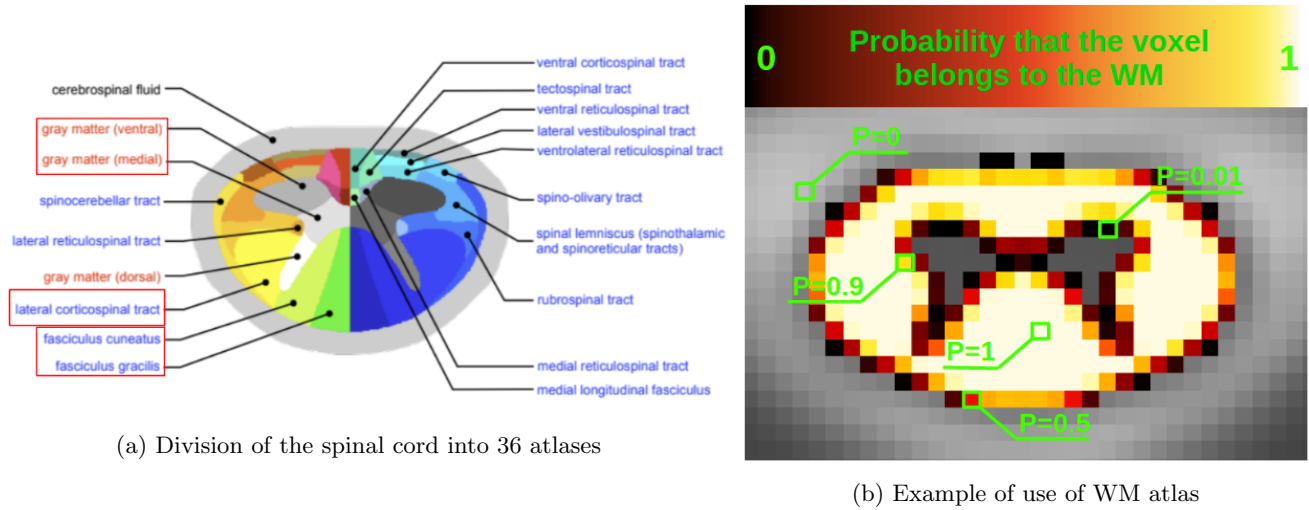 cerebrospinal fluid
gray matter (ventral)
gray matter (medial)
spinocerebellar tract
lateral reticulospinal tract
gray matter (dorsal)
lateral corticospinal tract
fasciculus cuneatus
fasciculus gracilis
ventral corticospinal tract
tectospinal tract
ventral reticulospinal tract
lateral vestibulospinal tract
ventrolateral reticulospinal tract
spino-olivary tract
spinal lemniscus (spinothalamic
and spinoreticular tracts)
rubrospinal tract
medial reticulospinal tract
medial longitudinal fasciculus
(a) Division of the spinal cord into 36 atlases
0
Probability that the voxel
belongs to the WM
1
P=0
P=0.01
P=0.9
P=1
P=0.5
(b) Example of use of WM atlas